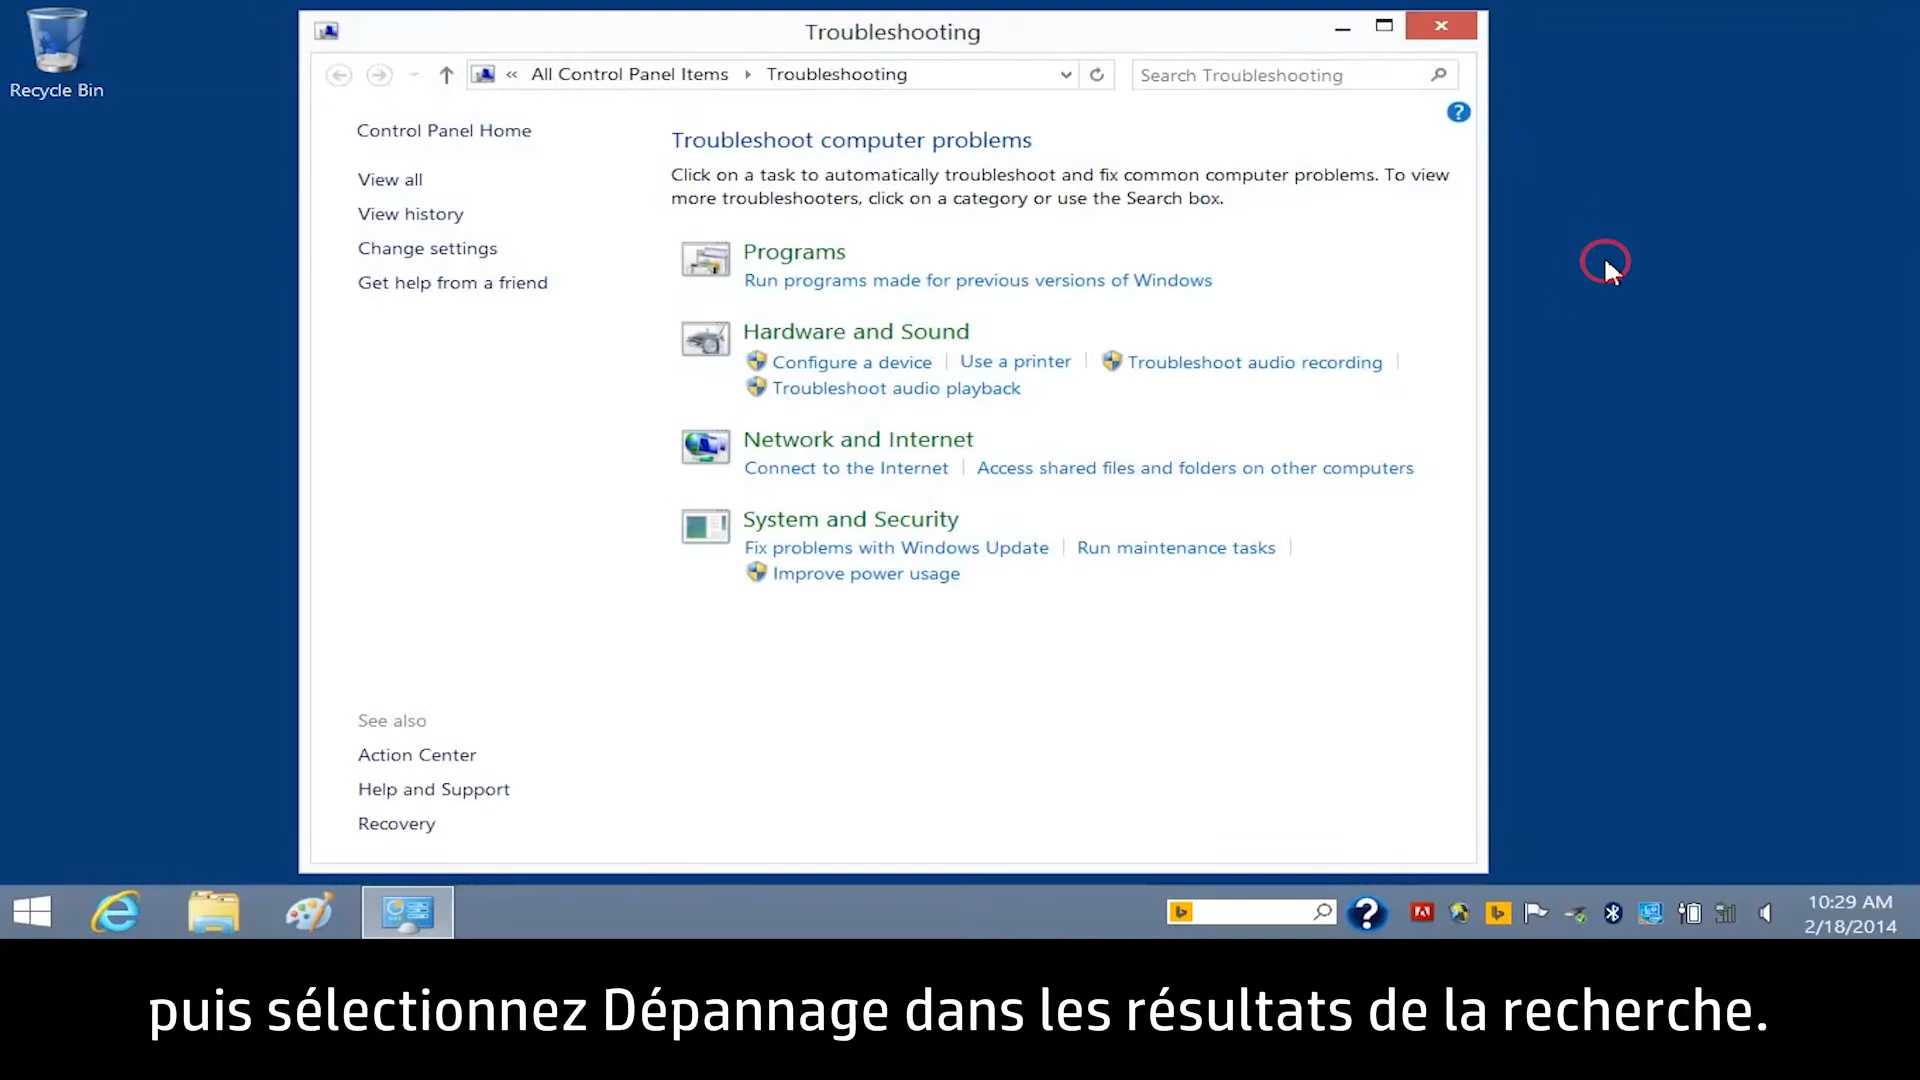 Recycle Bin
Troubleshooting
« All Control Panel Items Troubleshooting
Search Troubleshooting
Control Panel Home
View all
View history
Change settings
Get help from a friend
Troubleshoot computer problems
Click on a task to automatically troubleshoot and fix common computer problems. To view
more troubleshooters, click on a category or use the Search box.
Programs
Run programs made for previous versions of Windows
Hardware and Sound
Configure a device | Use a printer | Troubleshoot audio recording |
Troubleshoot audio playback
Network and Internet
Connect to the Internet | Access shared files and folders on other computers
System and Security
Fix problems with Windows Update | Run maintenance tasks |
Improve power usage
See also
Action Center
Help and Support
Recovery
10:29 AM
2/18/2014
puis sélectionnez Dépannage dans les résultats de la recherche.